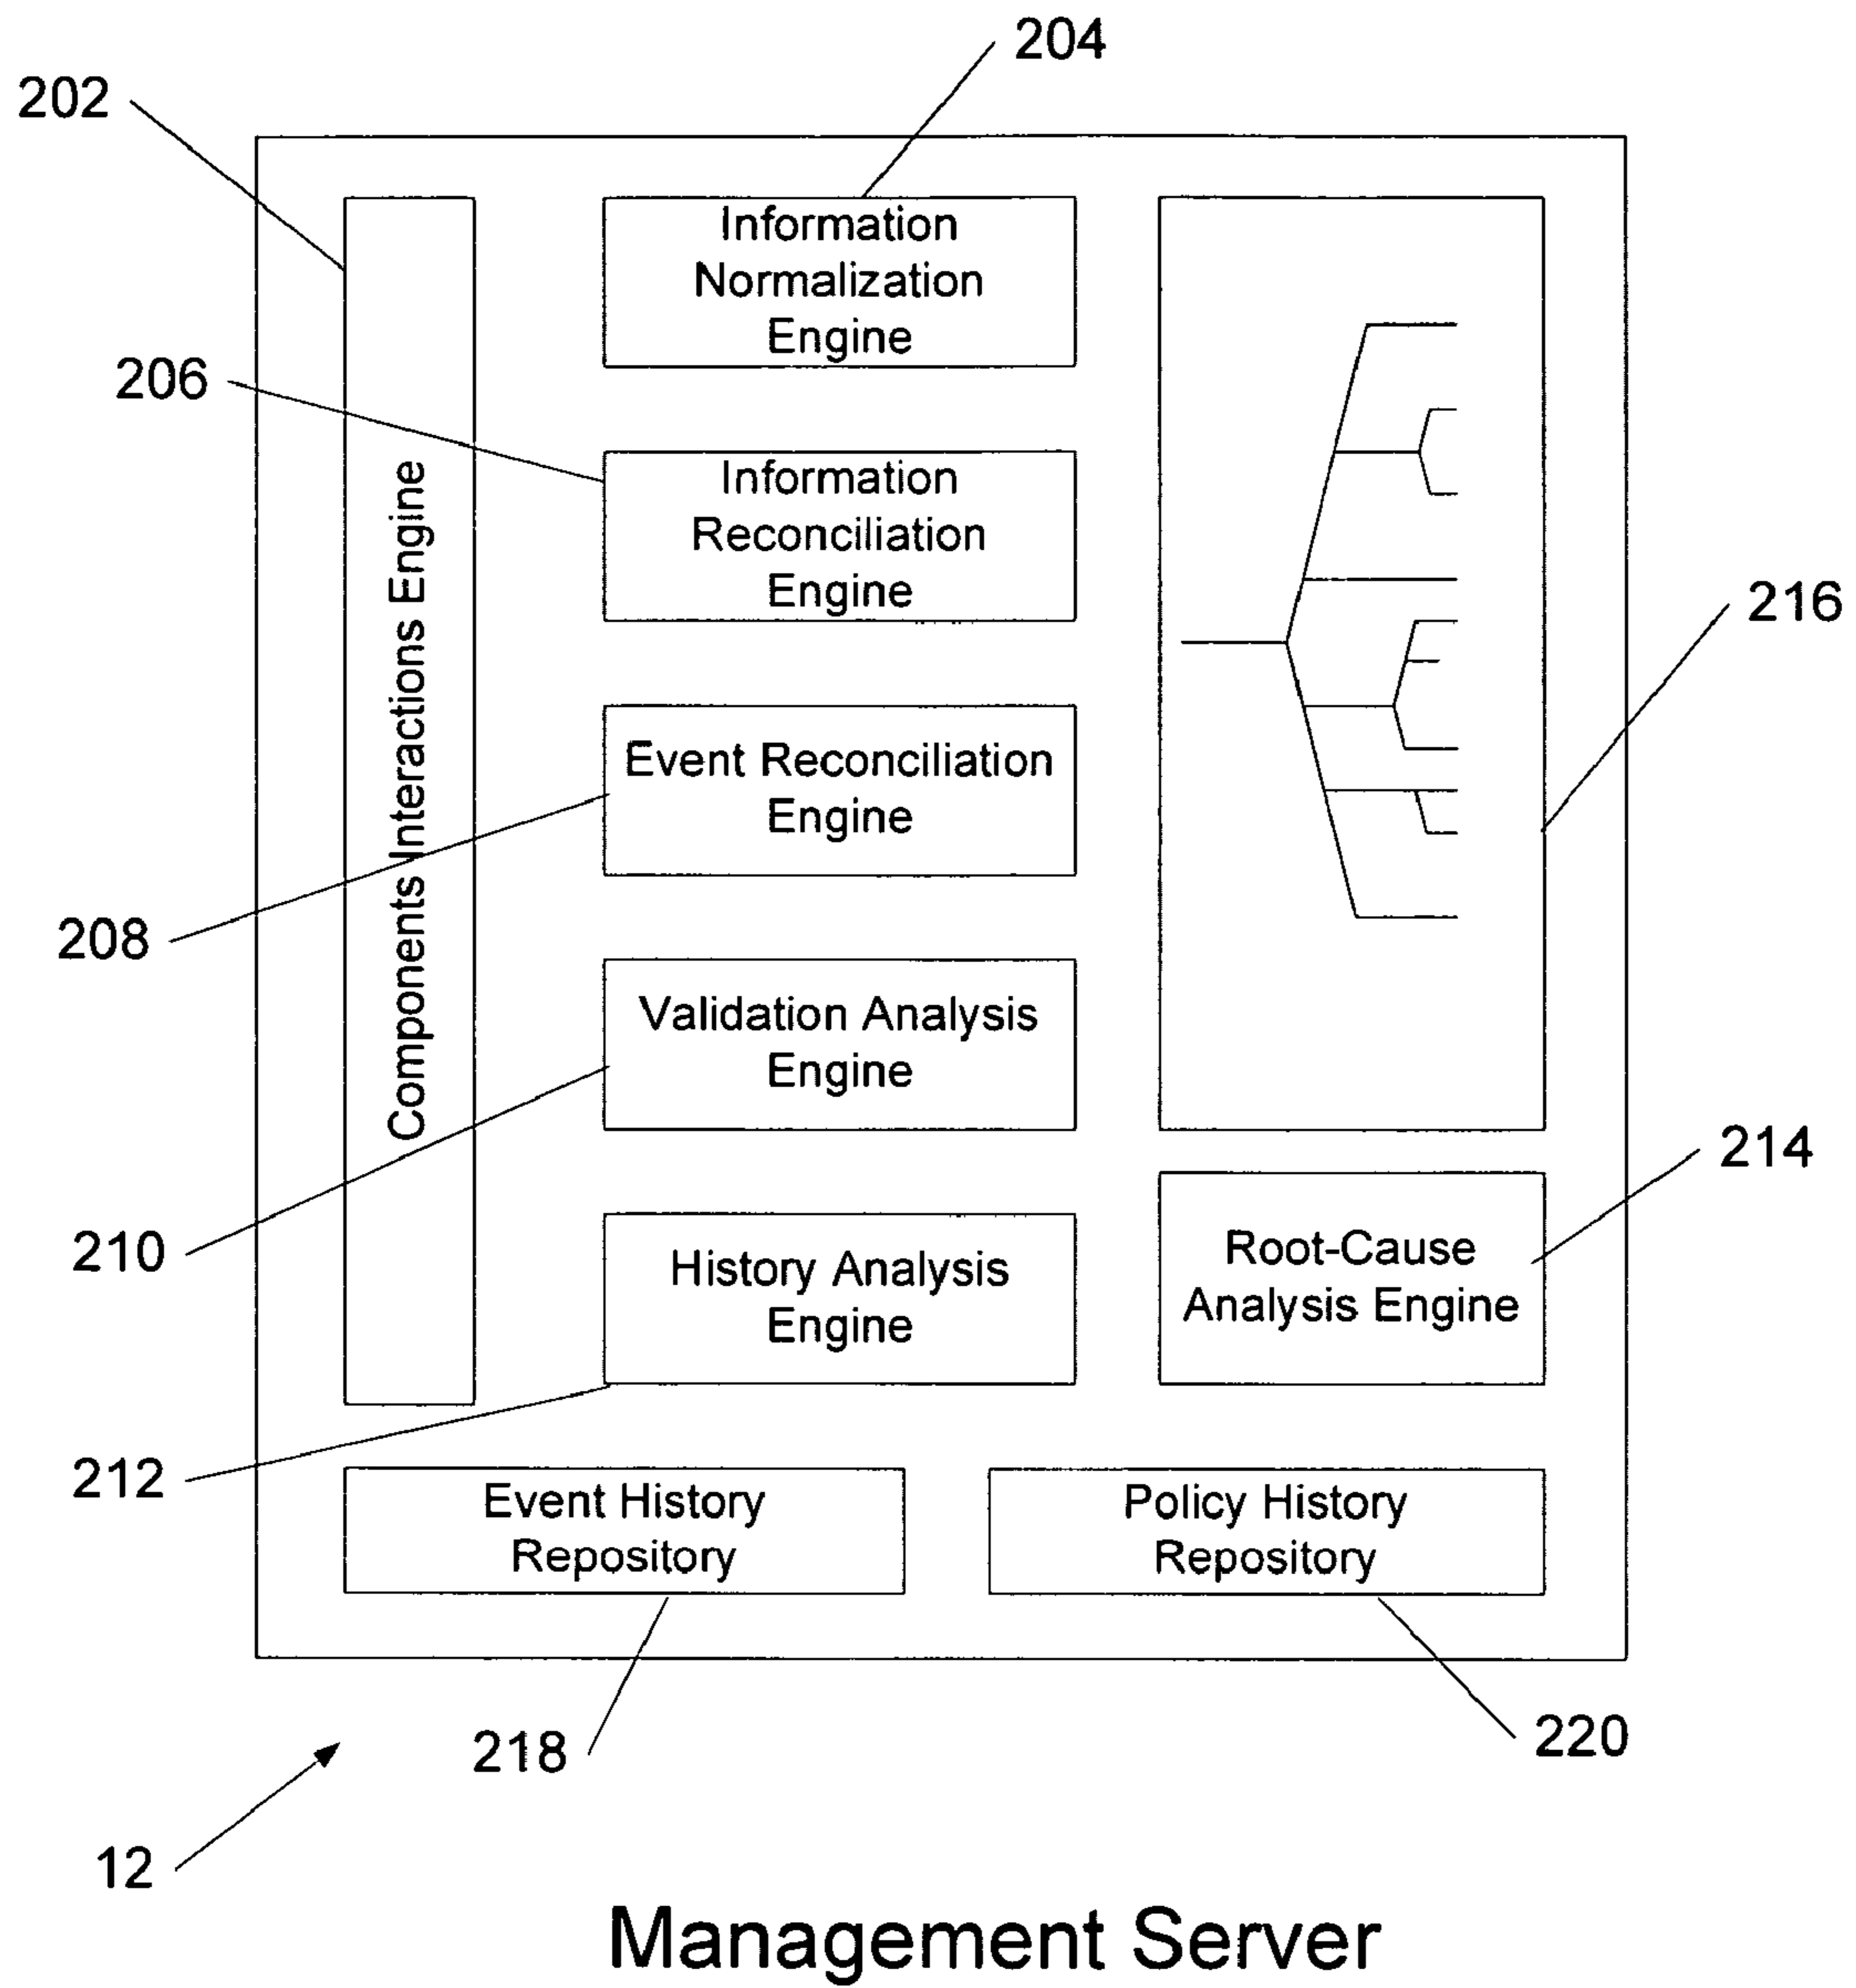 204
202
Information
Normalization
Engine
206
Information
Reconciliation
Engine
Components Interactions Engine
216
Event Reconciliation
Engine
208
Validation Analysis
Engine
214
210
History Analysis
Engine
Root-Cause
Analysis Engine
212
Event History
Repository
Policy History
Repository
218
220
12
Management Server